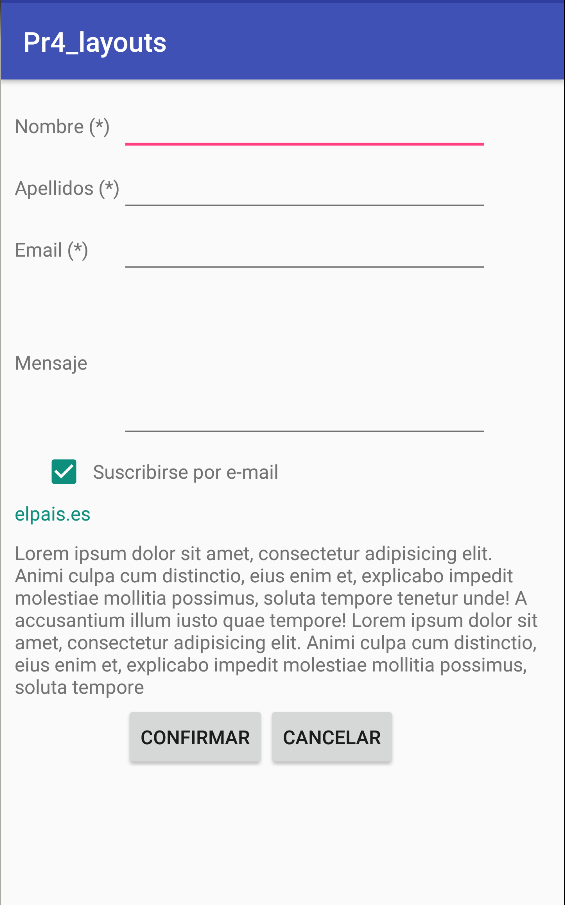 Pr4_layouts
Nombre (*)
Apellidos (*)
Email (*)
Mensaje
Suscribirse por e-mail
elpais.es
Lorem ipsum dolor sit amet, consectetur adipisicing elit.
Animi culpa cum distinctio, eius enim et, explicabo impedit
molestiae mollitia possimus, soluta tempore tenetur unde! A
accusantium illum iusto quae tempore! Lorem ipsum dolor sit
amet, consectetur adipisicing elit. Animi culpa cum distinctio,
eius enim et, explicabo impedit molestiae mollitia possimus,
soluta tempore
CONFIRMAR CANCELAR